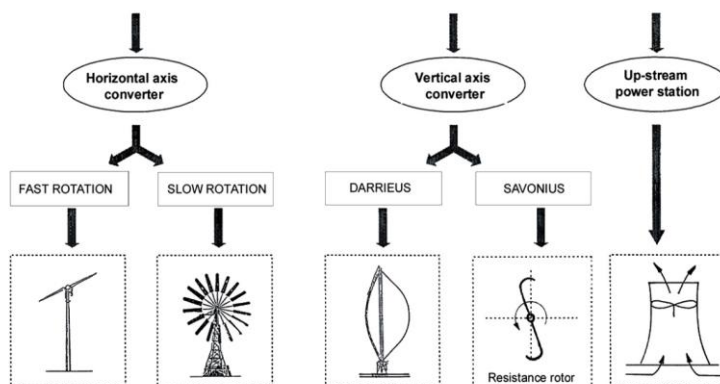 Horizontal axis
converter
Vertical axis
converter
Up-stream
power station
FAST ROTATION
SLOW ROTATION
DARRIEUS
SAVONIUS
Resistance rotor